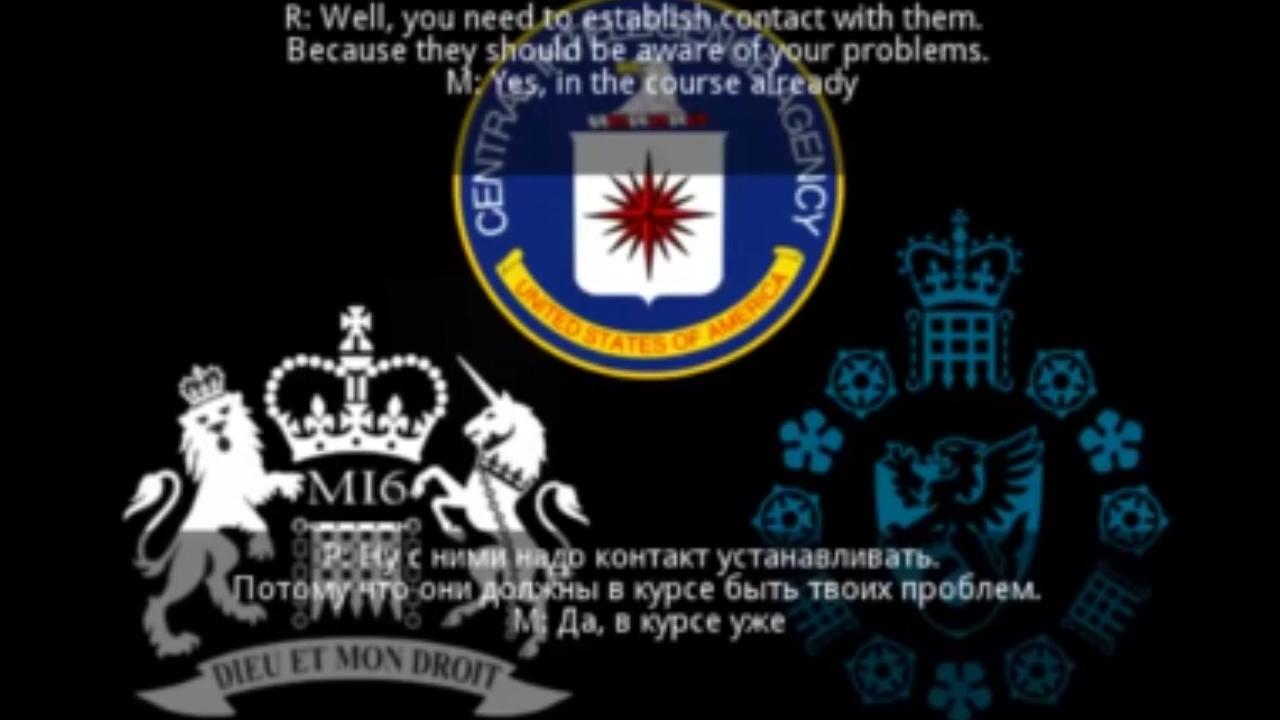 R: Well, you need to establish contact with them.
Because they should be aware of your problems.
M: Yes, in the course already
CENTRAL INTELLIGENCE AGENCY
UNITED STATES OF AMERICA
MI6
Р: Ну с ними надо контакт устанавливать.
Потому что они должны в курсе быть твоих проблем.
М: Да, в курсе уже
DIEU ET MON DROIT